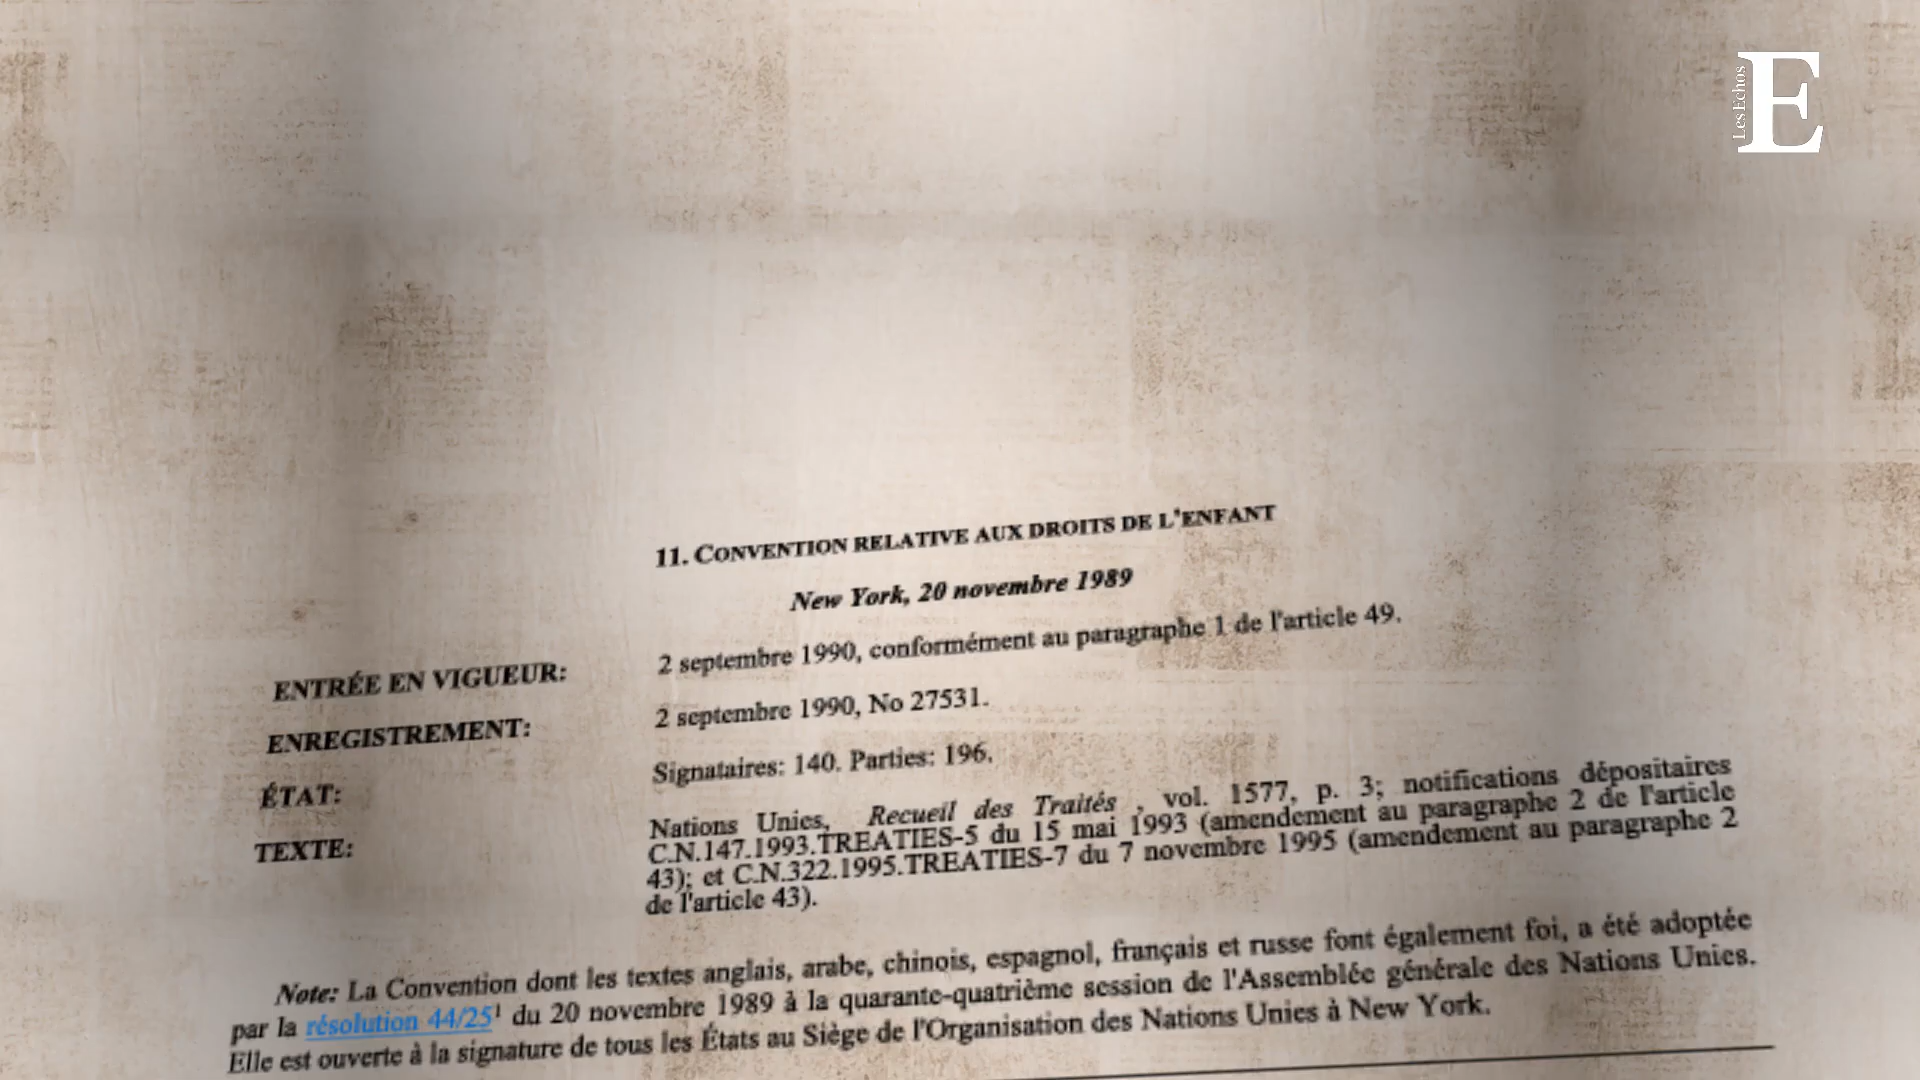 Les Echos
E
11. CONVENTION RELATIVE AUX DROITS DE L'ENFANT
New York, 20 novembre 1989
ENTRÉE EN VIGUEUR:
2 septembre 1990, conformément au paragraphe 1 de l'article 49.
ENREGISTREMENT:
2 septembre 1990, No 27531.
ÉTAT:
Signataires: 140. Parties: 196.
TEXTE:
Nations Unies, Recueil des Traités , vol. 1577, p. 3; notifications dépositaires
C.N.147.1993.TREATIES-5 du 15 mai 1993 (amendement au paragraphe 2 de l'article
43); et C.N.322.1995.TREATIES-7 du 7 novembre 1995 (amendement au paragraphe 2
de l'article 43).
Note: La Convention dont les textes anglais, arabe, chinois, espagnol, français et russe font également foi, a été adoptée
par la résolution 44/25¹ du 20 novembre 1989 à la quarante-quatrième session de l'Assemblée générale des Nations Unies.
Elle est ouverte à la signature de tous les États au Siège de l'Organisation des Nations Unies à New York.